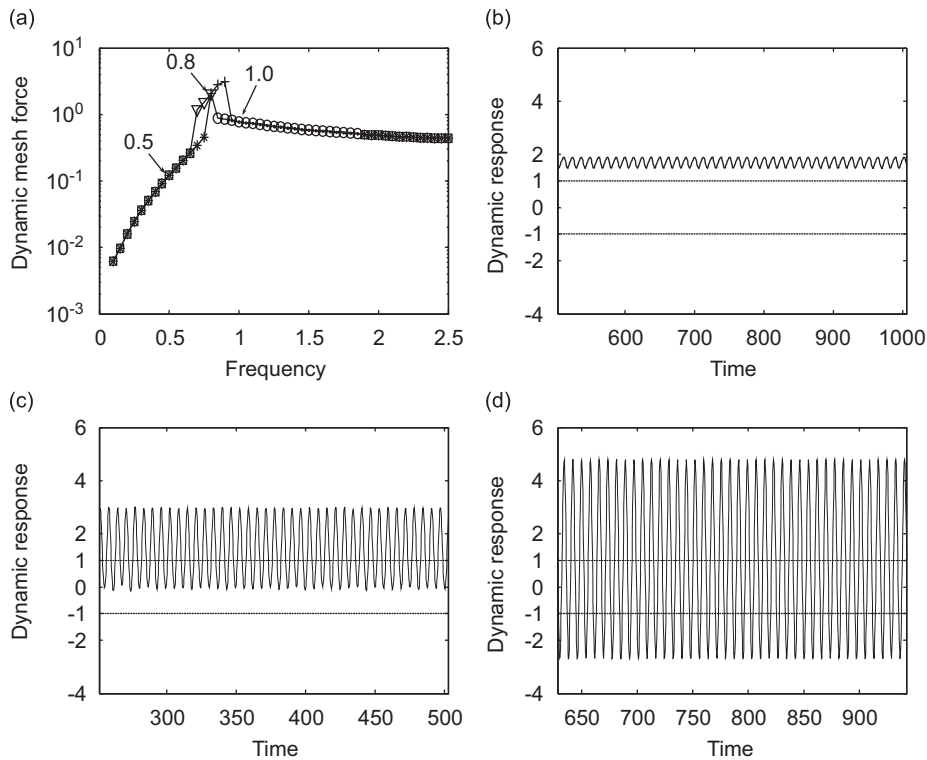 (a)
10^1
10^0
10^-1
10^-2
10^-3
0.8
1.0
0.5
Dynamic mesh force
0 0.5 1 1.5 2 2.5
Frequency
(b)
6
4
2
1
0
-1
-2
-4
Dynamic response
600 700 800 900 1000
Time
(c)
6
4
2
1
0
-1
-2
-4
Dynamic response
300 350 400 450 500
Time
(d)
6
4
2
1
0
-1
-2
-4
Dynamic response
650 700 750 800 850 900
Time